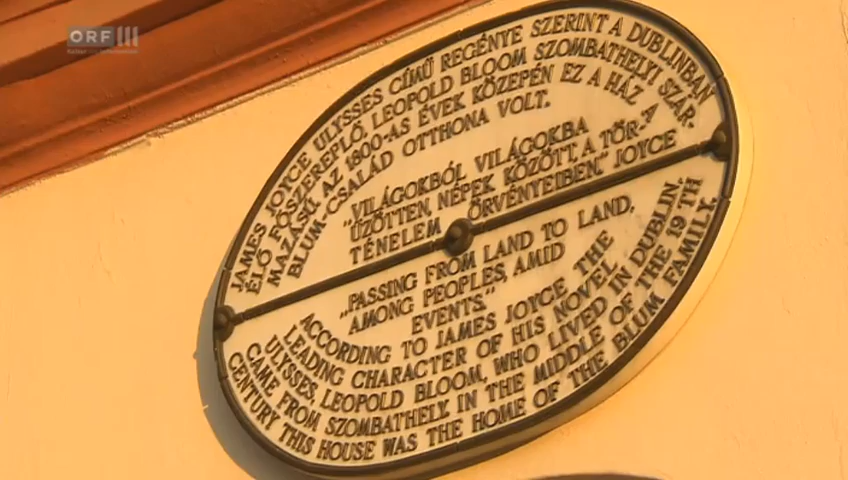 ORF III
JAMES JOYCE ULYSSES CÍMŰ REGÉNYE SZERINT A DUBLINBAN
ÉLŐ FŐSZEREPLŐ, LEOPOLD BLOOM SZOMBATHELYI SZÁR-
MAZÁSÚ. AZ 1800-AS ÉVEK KÖZEPÉN EZ A HÁZ A
BLUM-CSALÁD OTTHONA VOLT.
„VILÁGOKBÓL VILÁGOKBA
ŰZÖTTEN, NÉPEK KÖZÖTT, A TÖR-
TÉNELEM ÖRVÉNYEIBEN." JOYCE
„PASSING FROM LAND TO LAND,
AMONG PEOPLES, AMID
EVENTS."
ACCORDING TO JAMES JOYCE THE
LEADING CHARACTER OF HIS NOVEL
ULYSSES, LEOPOLD BLOOM, WHO LIVED IN DUBLIN,
CAME FROM SZOMBATHELY. IN THE MIDDLE OF THE 19 TH
CENTURY THIS HOUSE WAS THE HOME OF THE BLUM FAMILY.